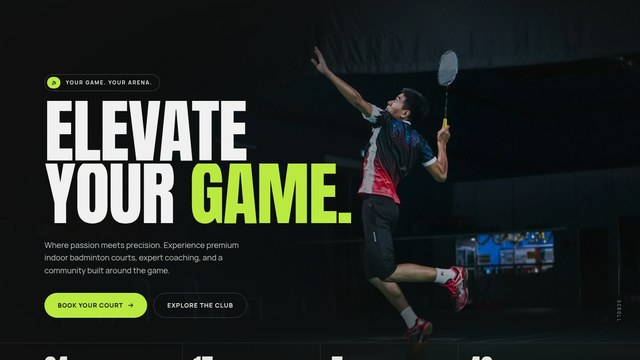 YOUR GAME. YOUR ARENA.
ELEVATE
YOUR GAME.
Where passion meets precision. Experience premium
indoor badminton courts, expert coaching, and a
community built around the game.
BOOK YOUR COURT →
EXPLORE THE CLUB
SCROLL